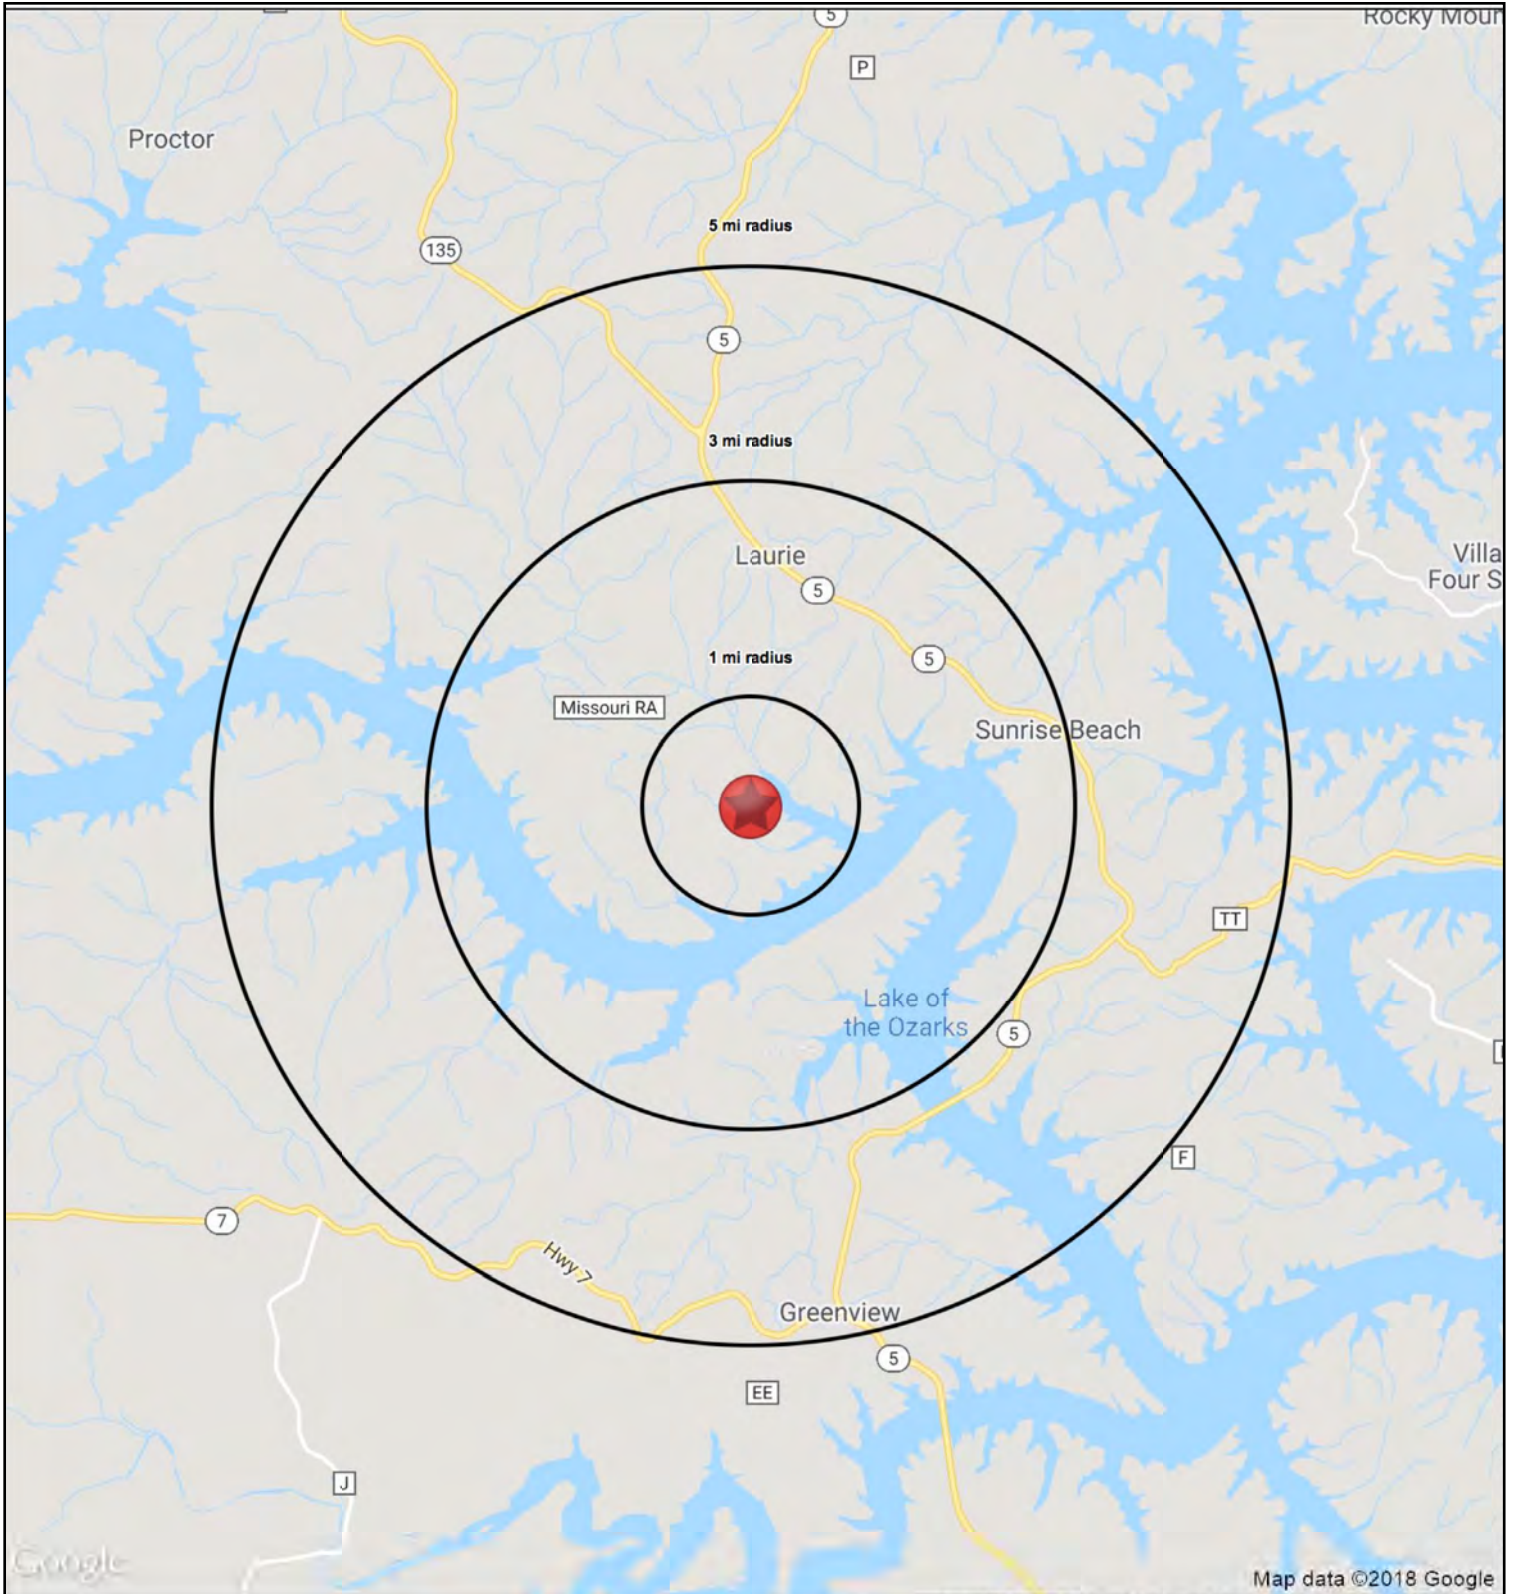 5
Rocky Moun
P
Proctor
5 mi radius
135
5
3 mi radius
Laurie
Villa
Four S
5
1 mi radius
5
Missouri RA
Sunrise Beach
TT
Lake of
the Ozarks
5
F
7
Hwy 7
Greenview
5
EE
J
Google
Map data ©2018 Google